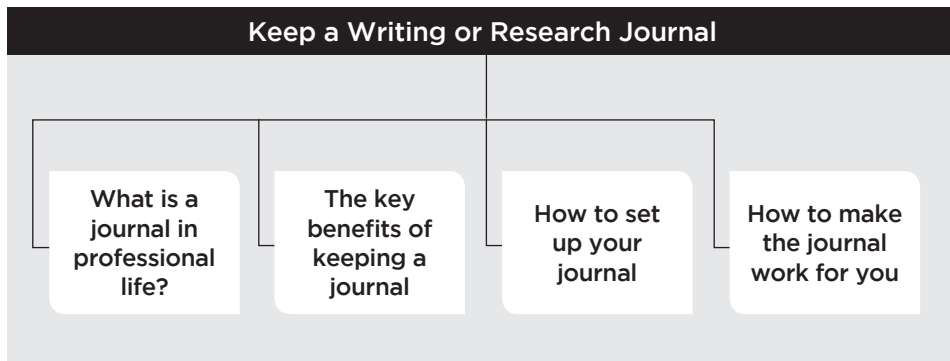 Keep a Writing or Research Journal
What is a
journal in
professional
life?
The key
benefits of
keeping a
journal
How to set
up your
journal
How to make
the journal
work for you